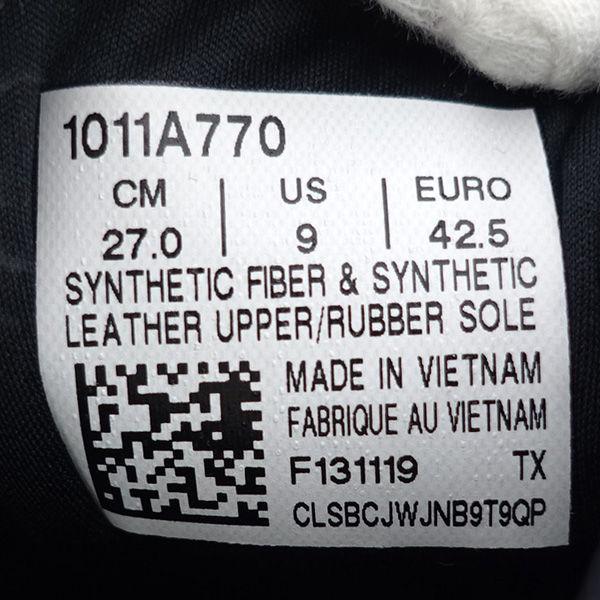 1011A770
CM | US | EURO
27.0 | 9 | 42.5
SYNTHETIC FIBER & SYNTHETIC
LEATHER UPPER/RUBBER SOLE
MADE IN VIETNAM
FABRIQUE AU VIETNAM
F131119 TX
CLSBCJWJNB9T9QP